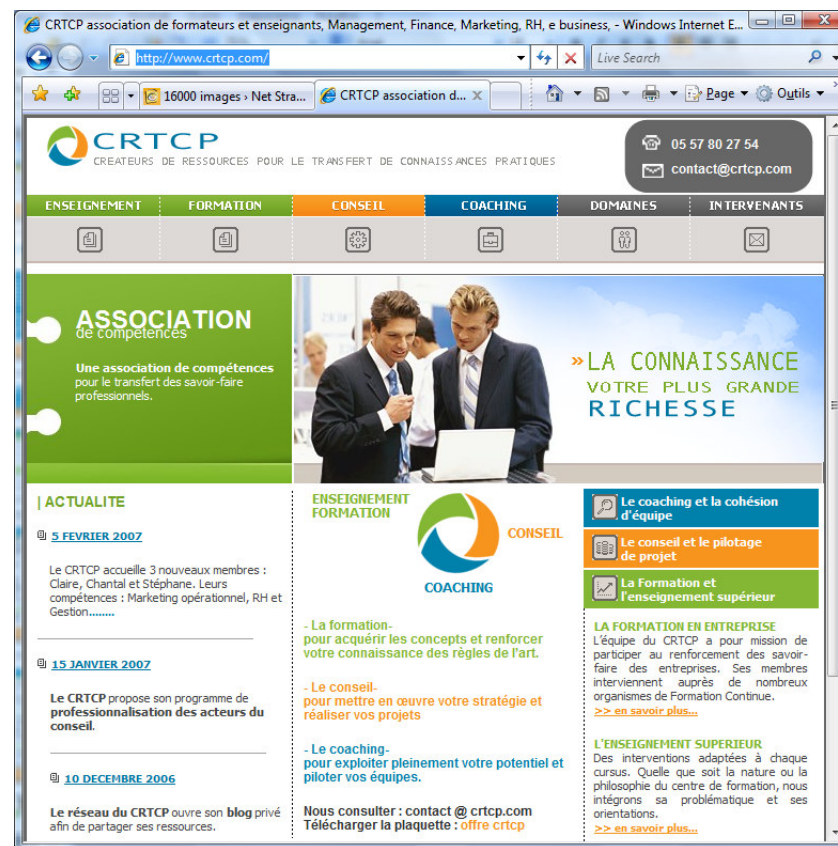 CRTCP association de formateurs et enseignants, Management, Finance, Marketing, RH, e business, - Windows Internet E...
http://www.crtcp.com/
Live Search
16000 images › Net Stra...
CRTCP association d...
Page
Outils
CRTCP
CREATEURS DE RESSOURCES POUR LE TRANSFERT DE CONNAISSANCES PRATIQUES
05 57 80 27 54
contact@crtcp.com
ENSEIGNEMENT FORMATION CONSEIL COACHING DOMAINES INTERVENANTS
ASSOCIATION
de compétences
Une association de compétences
pour le transfert des savoir-faire
professionnels.
»LA CONNAISSANCE
VOTRE PLUS GRANDE
RICHESSE
| ACTUALITE
5 FEVRIER 2007
Le CRTCP accueille 3 nouveaux membres :
Claire, Chantal et Stéphane. Leurs
compétences : Marketing opérationnel, RH et
Gestion........
15 JANVIER 2007
Le CRTCP propose son programme de
professionnalisation des acteurs du
conseil.
10 DECEMBRE 2006
Le réseau du CRTCP ouvre son blog privé
afin de partager ses ressources.
ENSEIGNEMENT
FORMATION
CONSEIL
COACHING
- La formation-
pour acquérir les concepts et renforcer
votre connaissance des règles de l'art.
- Le conseil-
pour mettre en œuvre votre stratégie et
réaliser vos projets
- Le coaching-
pour exploiter pleinement votre potentiel et
piloter vos équipes.
Nous consulter : contact @ crtcp.com
Télécharger la plaquette : offre crtcp
Le coaching et la cohésion
d'équipe
Le conseil et le pilotage
de projet
La Formation et
l'enseignement supérieur
LA FORMATION EN ENTREPRISE
L'équipe du CRTCP a pour mission de
participer au renforcement des savoir-
faire des entreprises. Ses membres
interviennent auprès de nombreux
organismes de Formation Continue.
>> en savoir plus...
L'ENSEIGNEMENT SUPERIEUR
Des interventions adaptées à chaque
cursus. Quelle que soit la nature ou la
philosophie du centre de formation, nous
intégrons sa problématique et ses
orientations.
>> en savoir plus...